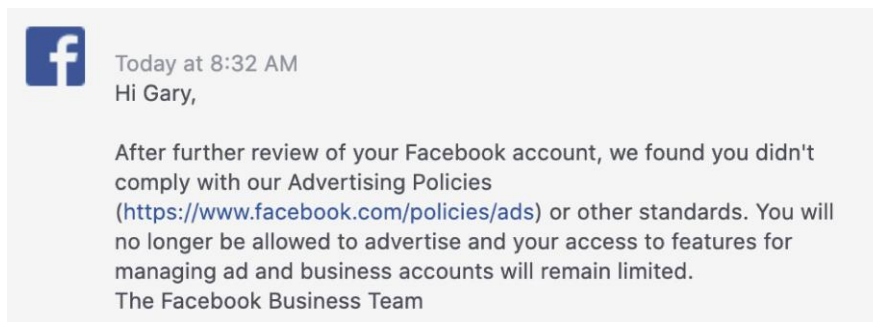 Today at 8:32 AM
Hi Gary,
After further review of your Facebook account, we found you didn't
comply with our Advertising Policies
(https://www.facebook.com/policies/ads) or other standards. You will
no longer be allowed to advertise and your access to features for
managing ad and business accounts will remain limited.
The Facebook Business Team